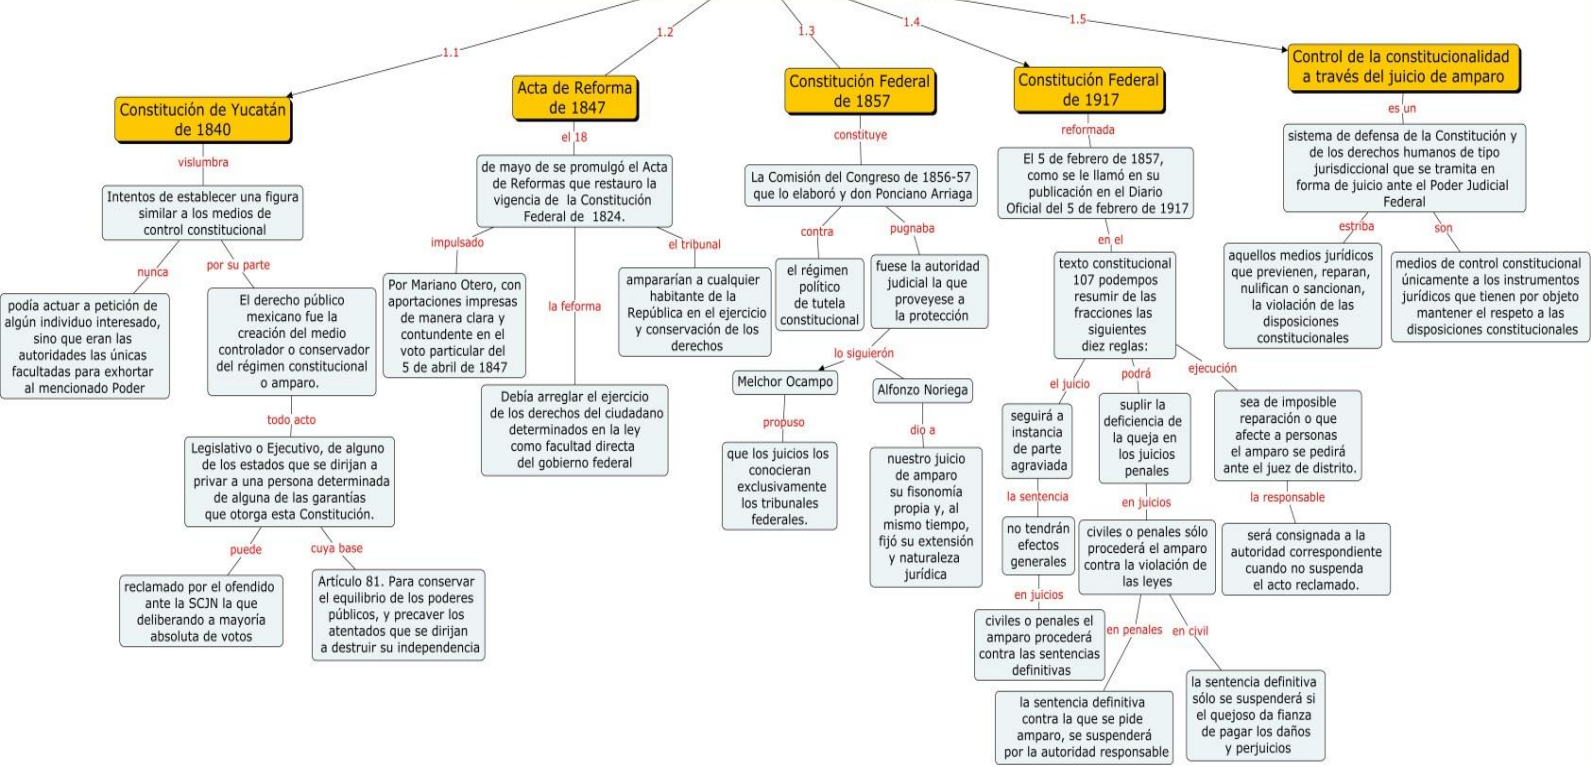 1.1
1.2
1.3
1.4
1.5
Constitución de Yucatán
de 1840
vislumbra
Intentos de establecer una figura
similar a los medios de
control constitucional
nunca
podía actuar a petición de
algún individuo interesado,
sino que eran las
autoridades las únicas
facultadas para exhortar
al mencionado Poder
por su parte
El derecho público
mexicano fue la
creación del medio
controlador o conservador
del régimen constitucional
o amparo.
todo acto
Legislativo o Ejecutivo, de alguno
de los estados que se dirijan a
privar a una persona determinada
de alguna de las garantías
que otorga esta Constitución.
puede
reclamado por el ofendido
ante la SCJN la que
deliberando a mayoría
absoluta de votos
cuya base
Artículo 81. Para conservar
el equilibrio de los poderes
públicos, y precaver los
atentados que se dirijan
a destruir su independencia
Acta de Reforma
de 1847
el 18
de mayo de se promulgó el Acta
de Reformas que restauro la
vigencia de la Constitución
Federal de 1824.
impulsado
Por Mariano Otero, con
aportaciones impresas
de manera clara y
contundente en el
voto particular del
5 de abril de 1847
la feforma
Debía arreglar el ejercicio
de los derechos del ciudadano
determinados en la ley
como facultad directa
del gobierno federal
el tribunal
ampararían a cualquier
habitante de la
República en el ejercicio
y conservación de los
derechos
Constitución Federal
de 1857
constituye
La Comisión del Congreso de 1856-57
que lo elaboró y don Ponciano Arriaga
contra
el régimen
político
de tutela
constitucional
pugnaba
fuese la autoridad
judicial la que
proveyese a
la protección
lo siguierón
Melchor Ocampo
propuso
que los juicios los
conocieran
exclusivamente
los tribunales
federales.
Alfonzo Noriega
dio a
nuestro juicio
de amparo
su fisonomía
propia y, al
mismo tiempo,
fijó su extensión
y naturaleza
jurídica
Constitución Federal
de 1917
reformada
El 5 de febrero de 1857,
como se le llamó en su
publicación en el Diario
Oficial del 5 de febrero de 1917
en el
texto constitucional
107 podempos
resumir de las
fracciones las
siguientes
diez reglas:
el juicio
seguirá a
instancia
de parte
agraviada
la sentencia
no tendrán
efectos
generales
en juicios
civiles o penales el
amparo procederá
contra las sentencias
definitivas
podrá
suplir la
deficiencia de
la queja en
los juicios
penales
en juicios
civiles o penales sólo
procederá el amparo
contra la violación de
las leyes
en penales
la sentencia definitiva
contra la que se pide
amparo, se suspenderá
por la autoridad responsable
en civil
la sentencia definitiva
sólo se suspenderá si
el quejoso da fianza
de pagar los daños
y perjuicios
ejecución
sea de imposible
reparación o que
afecte a personas
el amparo se pedirá
ante el juez de distrito.
la responsable
será consignada a la
autoridad correspondiente
cuando no suspenda
el acto reclamado.
Control de la constitucionalidad
a través del juicio de amparo
es un
sistema de defensa de la Constitución y
de los derechos humanos de tipo
jurisdiccional que se tramita en
forma de juicio ante el Poder Judicial
Federal
estriba
aquellos medios jurídicos
que previenen, reparan,
nulifican o sancionan,
la violación de las
disposiciones
constitucionales
son
medios de control constitucional
únicamente a los instrumentos
jurídicos que tienen por objeto
mantener el respeto a las
disposiciones constitucionales